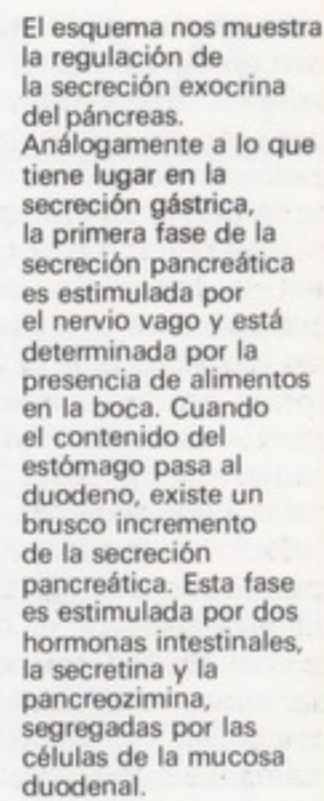 El esquema nos muestra
la regulación de
la secreción exocrina
del páncreas.
Análogamente a lo que
tiene lugar en la
secreción gástrica,
la primera fase de la
secreción pancreática
es estimulada por
el nervio vago y está
determinada por la
presencia de alimentos
en la boca. Cuando
el contenido del
estómago pasa al
duodeno, existe un
brusco incremento
de la secreción
pancreática. Esta fase
es estimulada por dos
hormonas intestinales,
la secretina y la
pancreozimina,
segregadas por las
células de la mucosa
duodenal.